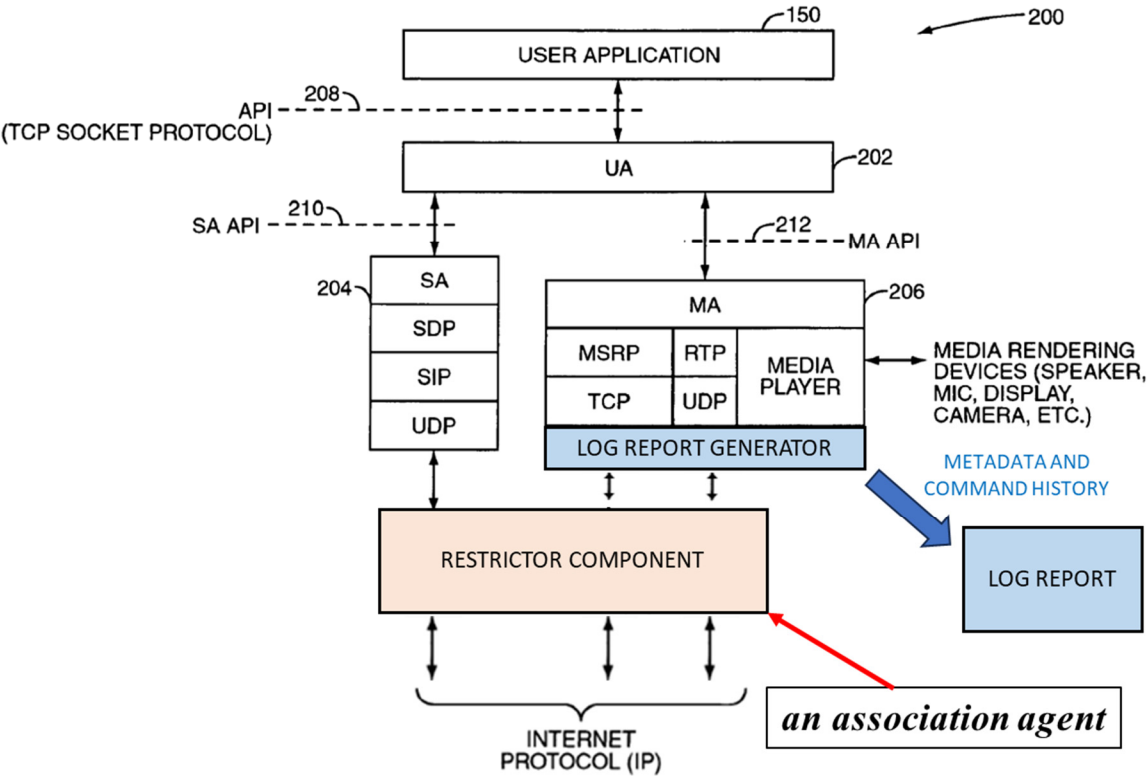 150
200
USER APPLICATION
208
API
(TCP SOCKET PROTOCOL)
202
UA
210
SA API
212
MA API
204
SA
SDP
SIP
UDP
206
MA
MSRP
RTP
TCP
UDP
MEDIA
PLAYER
MEDIA RENDERING
DEVICES (SPEAKER,
MIC, DISPLAY,
CAMERA, ETC.)
LOG REPORT GENERATOR
METADATA AND
COMMAND HISTORY
LOG REPORT
RESTRICTOR COMPONENT
an association agent
INTERNET
PROTOCOL (IP)